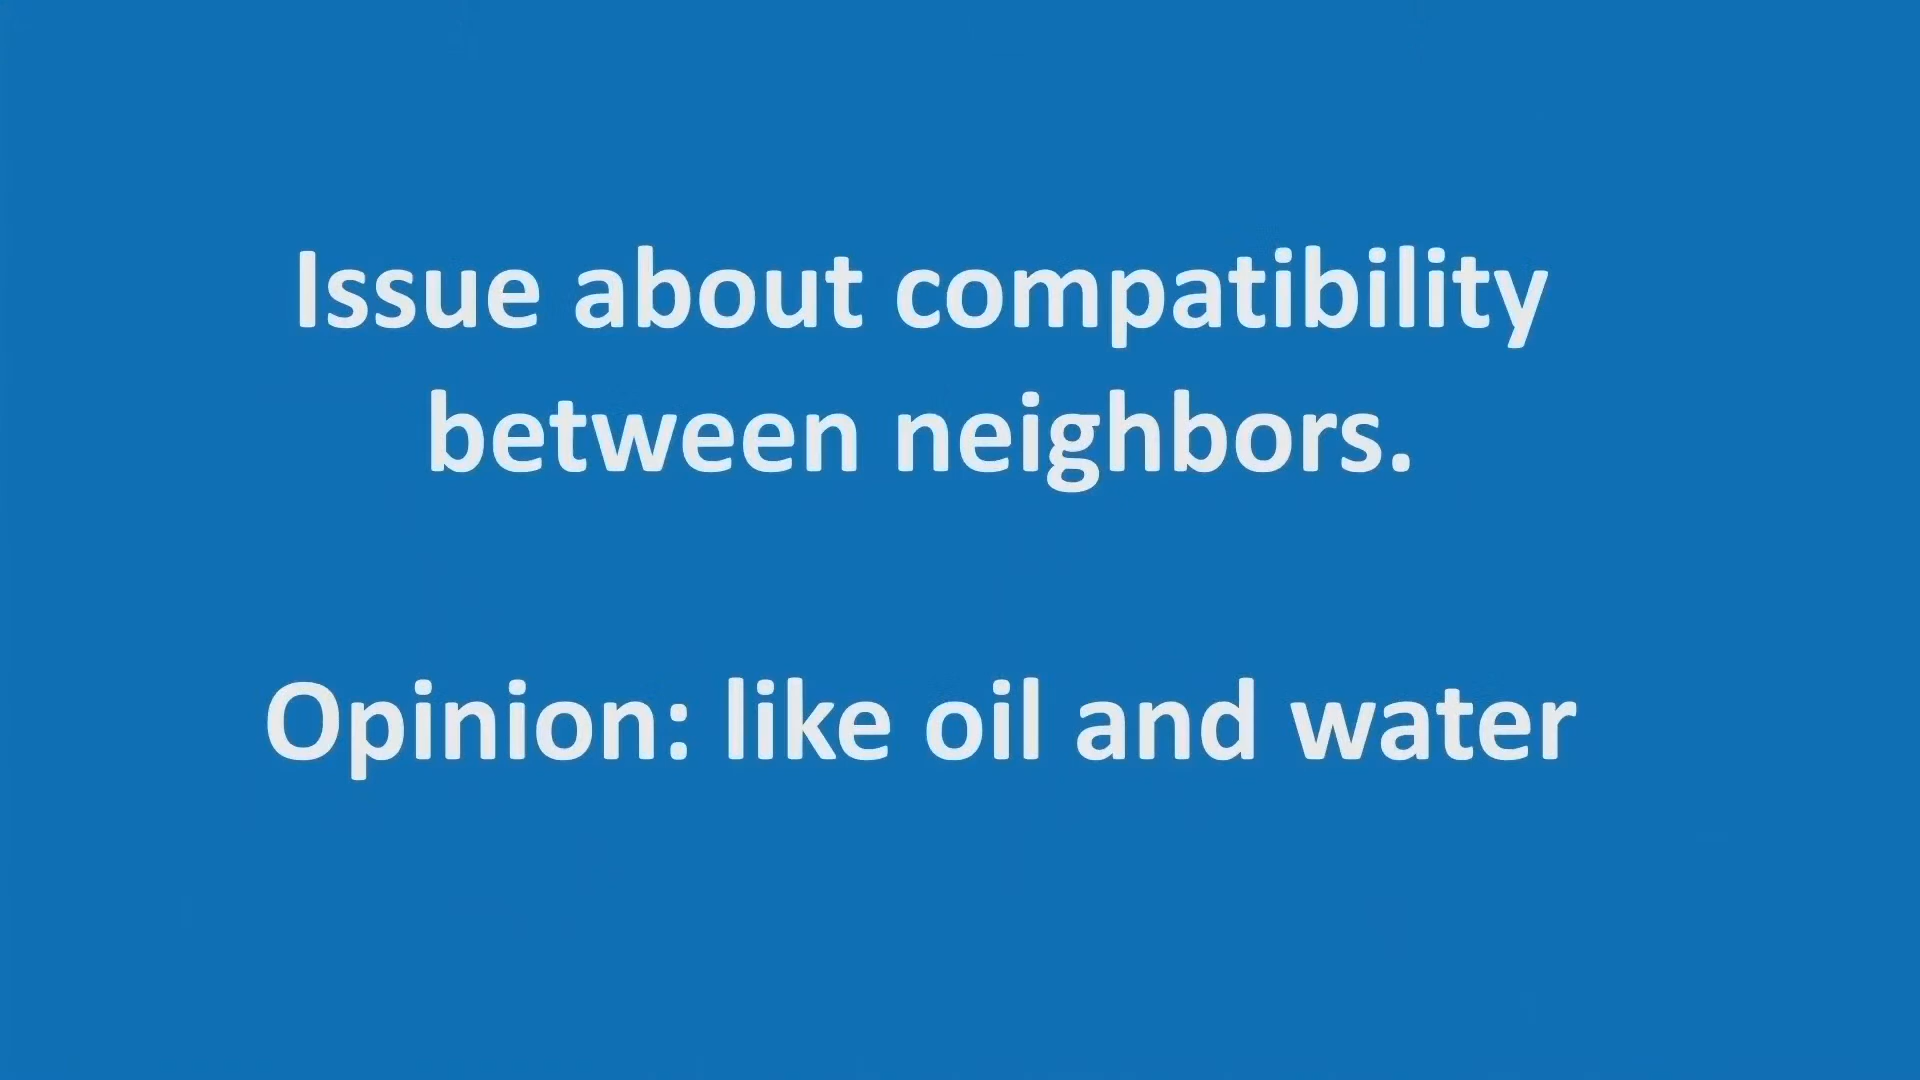 Issue about compatibility
between neighbors.
Opinion: like oil and water